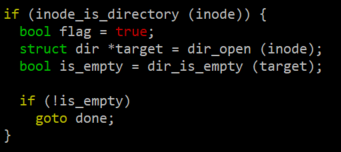 if (inode_is_directory (inode)) {
bool flag = true;
struct dir *target = dir_open (inode);
bool is_empty = dir_is_empty (target);
if (!is_empty)
goto done;
}